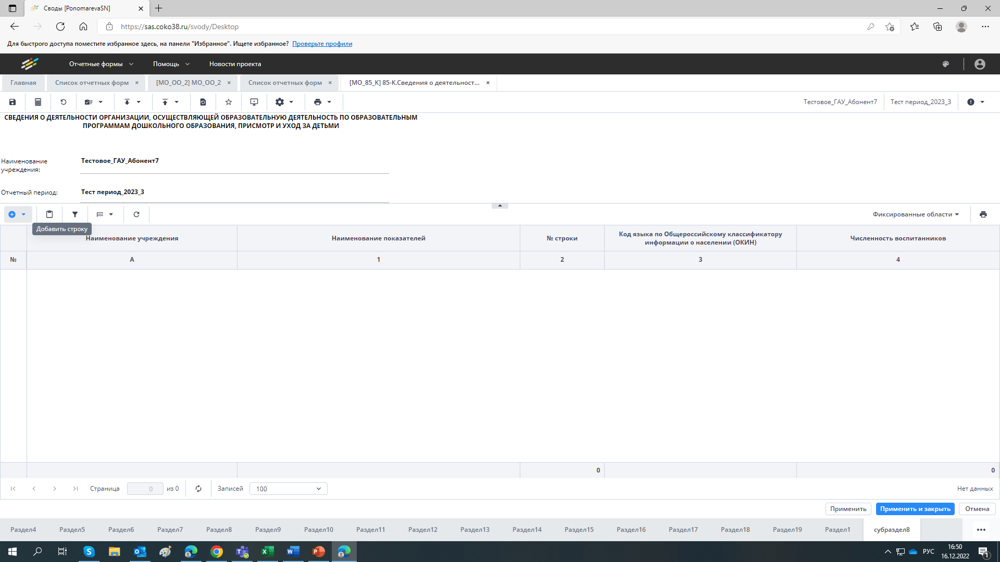 Своды [PonomarevaSN]
https://sas.coko38.ru/svody/Desktop
Для быстрого доступа поместите избранное здесь, на панели "Избранное". Ищете избранное? Проверьте профили
Отчетные формы Помощь Новости проекта
Главная Список отчетных форм [МО_ОО_2] МО_ОО_2 Список отчетных форм [МО_85_К] 85-К.Сведения о деятельност...
Тестовое_ГАУ_Абонент7 Тест период_2023_3
СВЕДЕНИЯ О ДЕЯТЕЛЬНОСТИ ОРГАНИЗАЦИИ, ОСУЩЕСТВЛЯЮЩЕЙ ОБРАЗОВАТЕЛЬНУЮ ДЕЯТЕЛЬНОСТЬ ПО ОБРАЗОВАТЕЛЬНЫМ
ПРОГРАММАМ ДОШКОЛЬНОГО ОБРАЗОВАНИЯ, ПРИСМОТР И УХОД ЗА ДЕТЬМИ
Наименование
учреждения:
Тестовое_ГАУ_Абонент7
Отчетный период: Тест период_2023_3
Фиксированные области
Добавить строку
Наименование учреждения Наименование показателей № строки Код языка по Общероссийскому классификатору
информации о населении (ОКИН) Численность воспитанников
№ А 1 2 3 4
0 0
Страница 0 из 0 Записей 100 Нет данных
Применить Применить и закрыть Отмена
Раздел4 Раздел5 Раздел6 Раздел7 Раздел8 Раздел9 Раздел10 Раздел11 Раздел12 Раздел13 Раздел14 Раздел15 Раздел16 Раздел17 Раздел18 Раздел19 Раздел1 субраздел8
РУС 16:50
16.12.2022 1